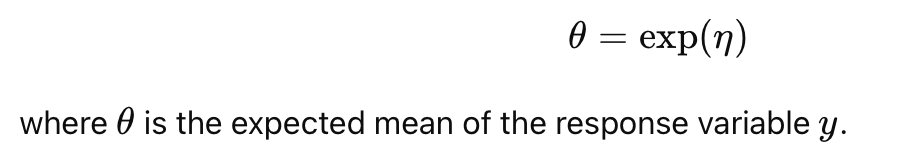 θ = exp(η)
where θ is the expected mean of the response variable y.